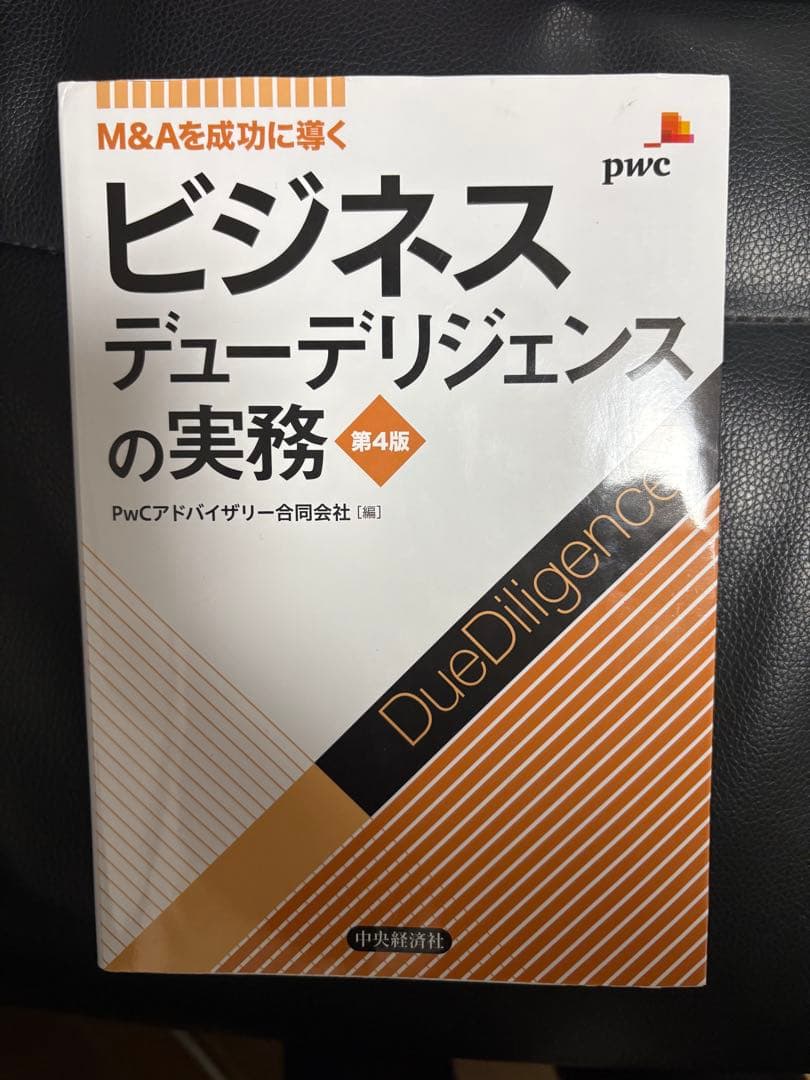 M&Aを成功に導く
pwc
ビジネス
デューデリジェンス
の実務 第4版
PwCアドバイザリー合同会社[編]
DueDiligence
中央経済社